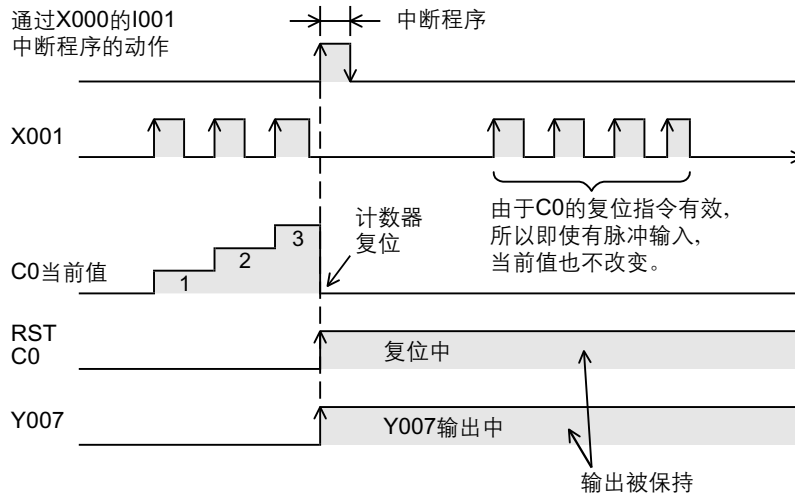 通过X000的I001
中断程序的动作
中断程序
X001
由于C0的复位指令有效,
所以即使有脉冲输入,
当前值也不改变。
计数器
复位
C0当前值
1
2
3
RST
C0
复位中
Y007
Y007输出中
输出被保持